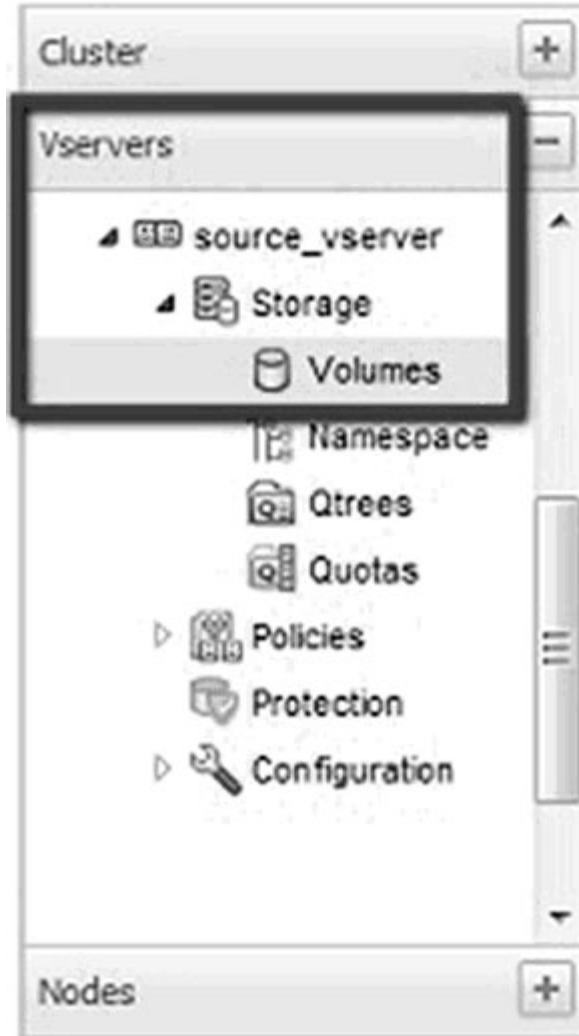 Cluster
Vservers
source_vserver
Storage
Volumes
Namespace
Qtrees
Quotas
Policies
Protection
Configuration
Nodes